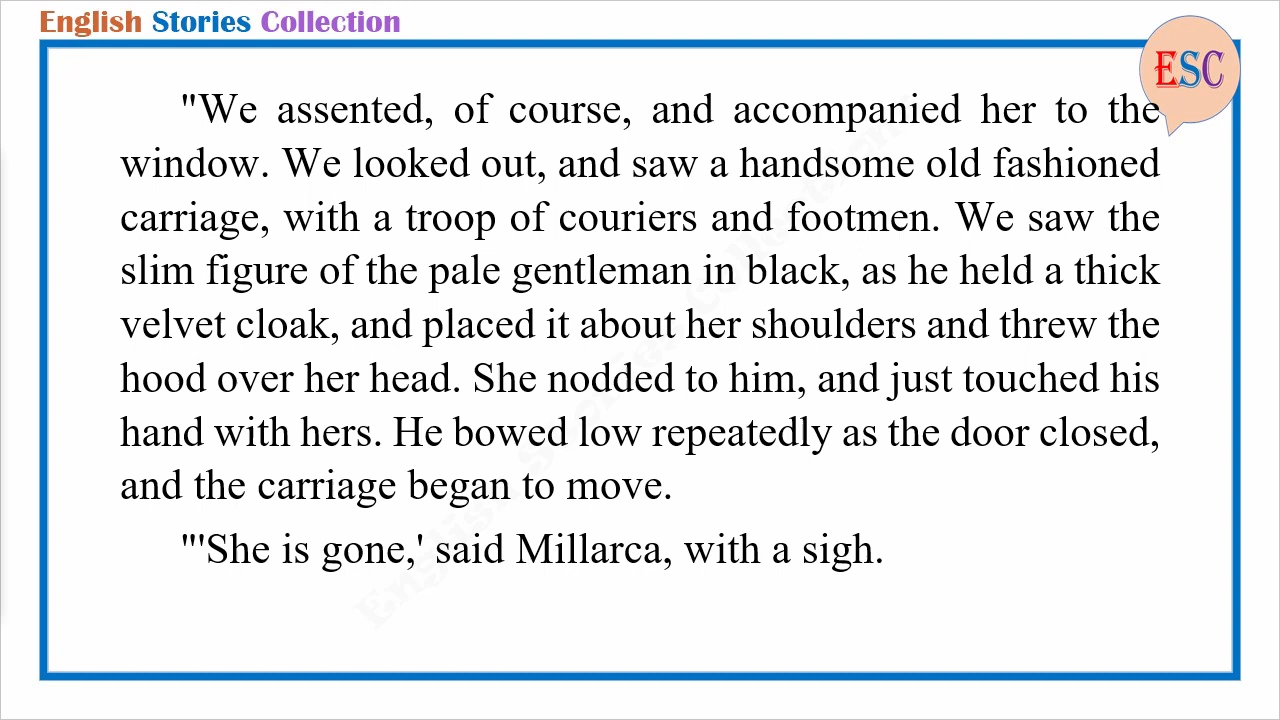 English Stories Collection
ESC
"We assented, of course, and accompanied her to the
window. We looked out, and saw a handsome old fashioned
carriage, with a troop of couriers and footmen. We saw the
slim figure of the pale gentleman in black, as he held a thick
velvet cloak, and placed it about her shoulders and threw the
hood over her head. She nodded to him, and just touched his
hand with hers. He bowed low repeatedly as the door closed,
and the carriage began to move.
"'She is gone,' said Millarca, with a sigh.
English Stories Collection